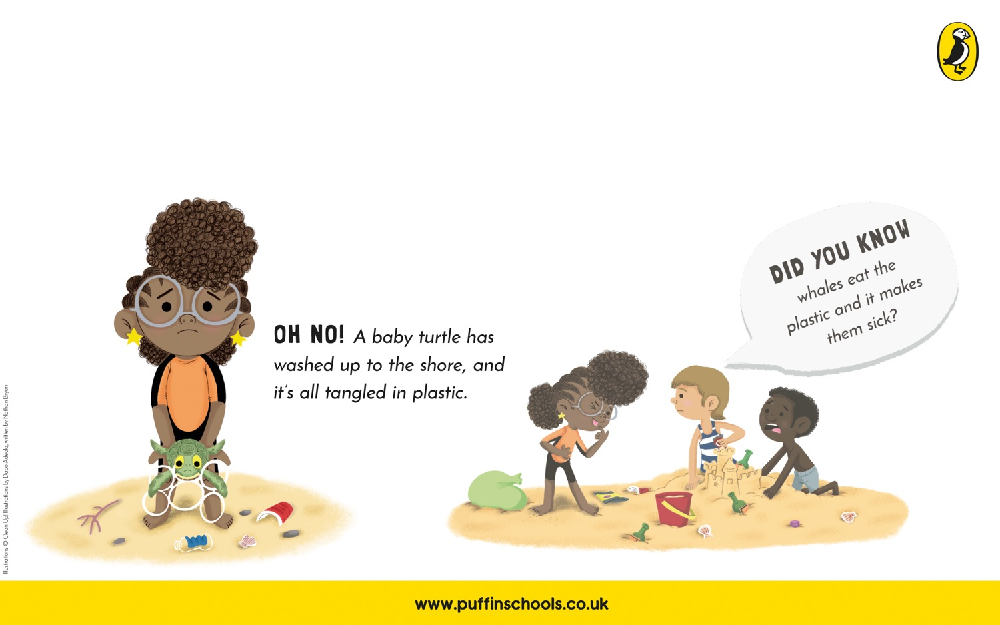 OH NO! A baby turtle has
washed up to the shore, and
it's all tangled in plastic.
DID YOU KNOW
whales eat the
plastic and it makes
them sick?
Illustrations © Clean Up! Illustrations by Dapo Adeola, written by Nathan Bryon
www.puffinschools.co.uk